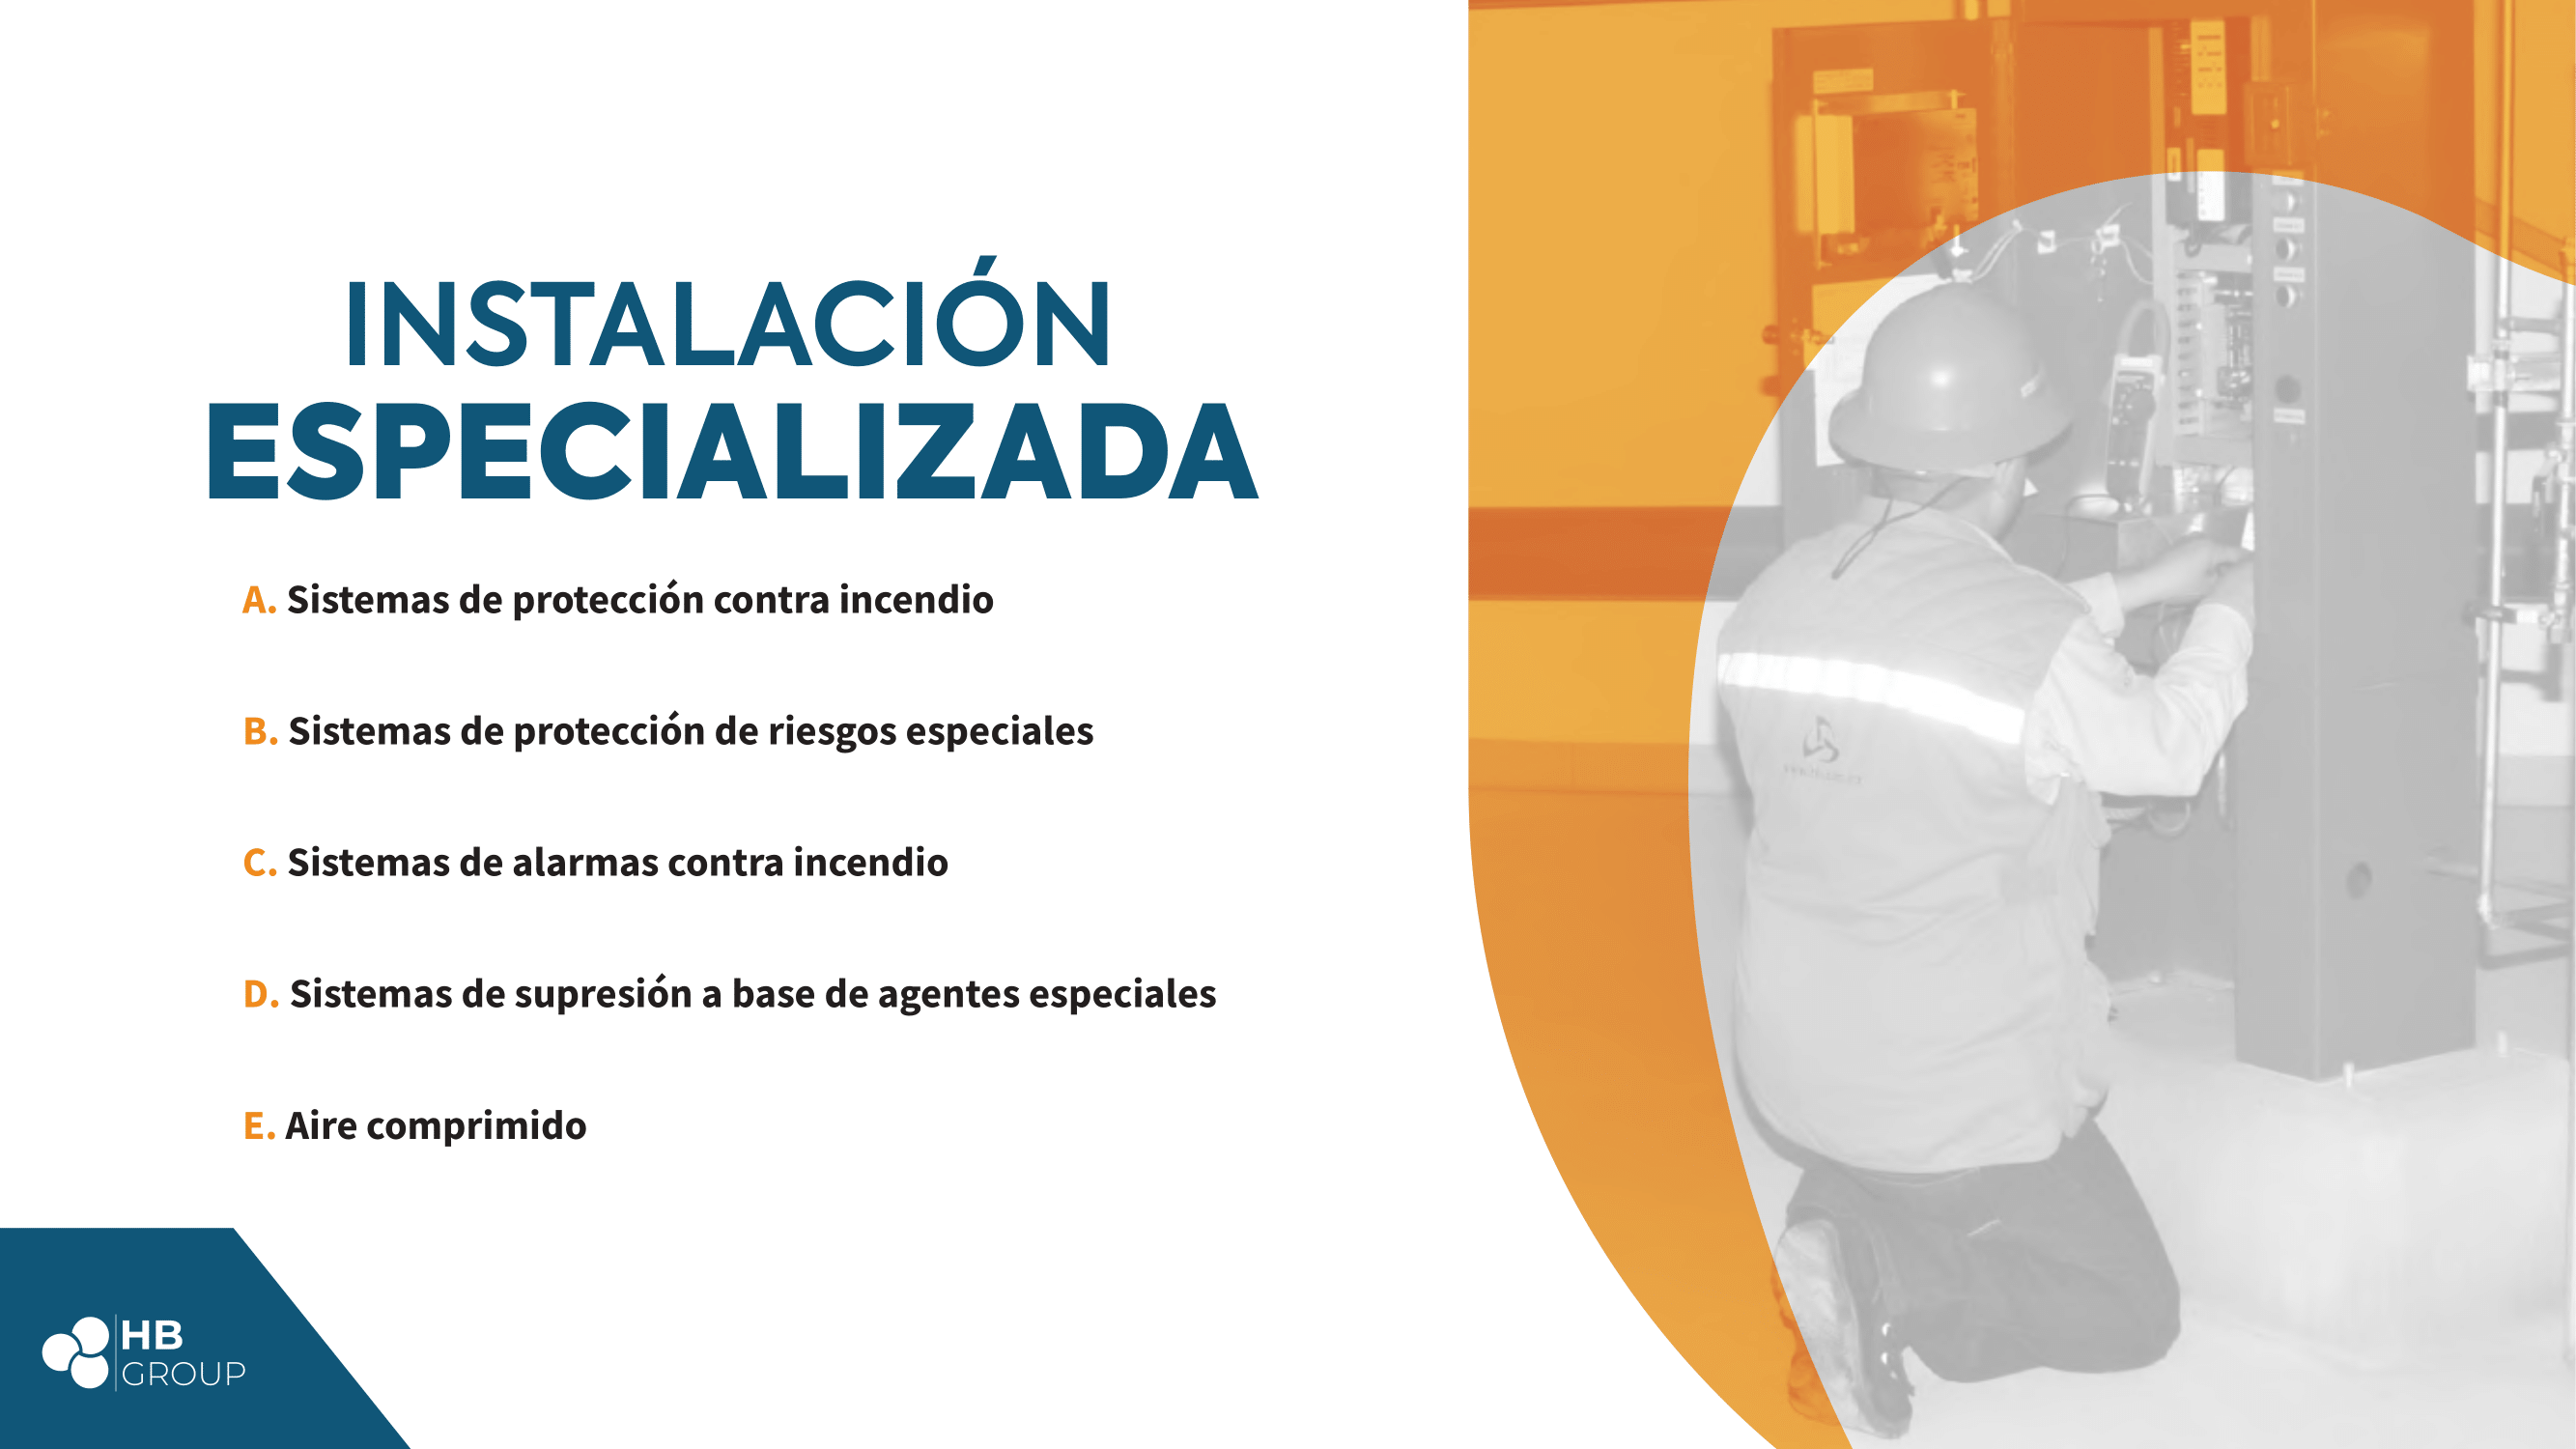 INSTALACIÓN
ESPECIALIZADA
A. Sistemas de protección contra incendio
B. Sistemas de protección de riesgos especiales
C. Sistemas de alarmas contra incendio
D. Sistemas de supresión a base de agentes especiales
E. Aire comprimido
HB
GROUP